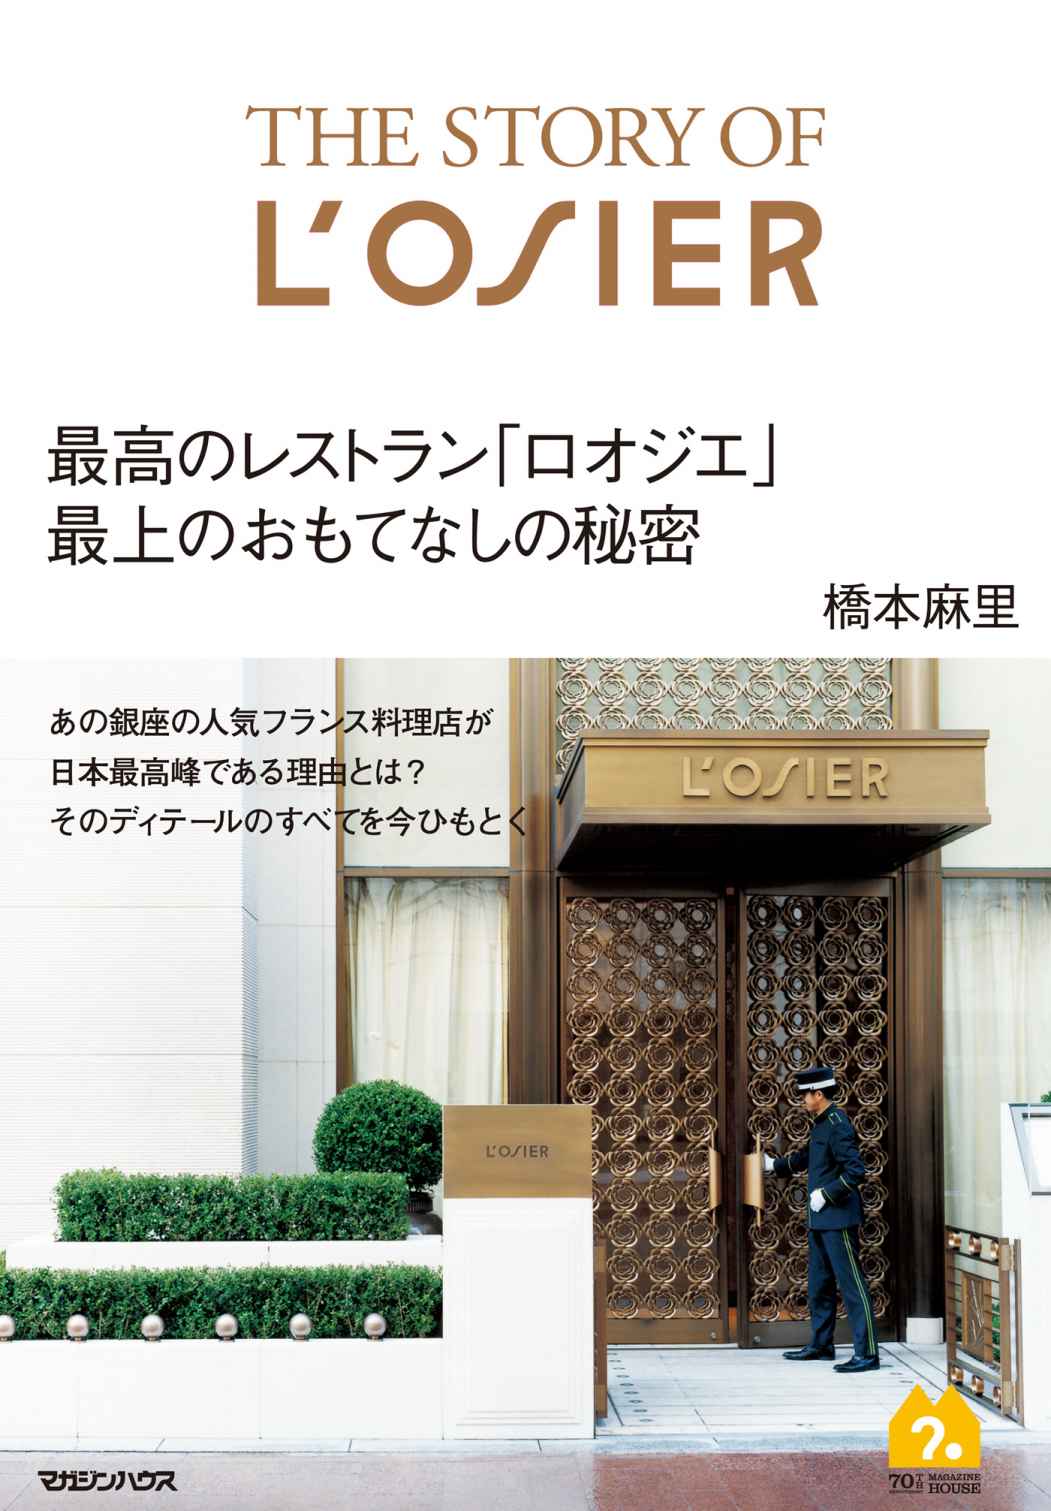 THE STORY OF
L'OSIER
最高のレストラン「ロオジエ」
最上のおもてなしの秘密
橋本麻里
あの銀座の人気フランス料理店が
日本最高峰である理由とは？
そのディテールのすべてを今ひもとく
L'OSIER
L'OSIER
マガジンハウス
?.
70TH ANNIVERSARY MAGAZINE HOUSE